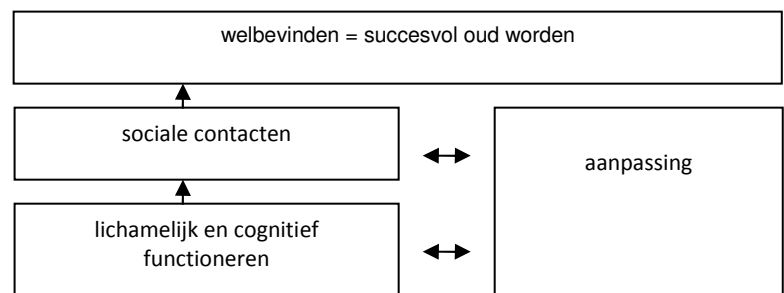 welbevinden = succesvol oud worden
sociale contacten
aanpassing
lichamelijk en cognitief
functioneren